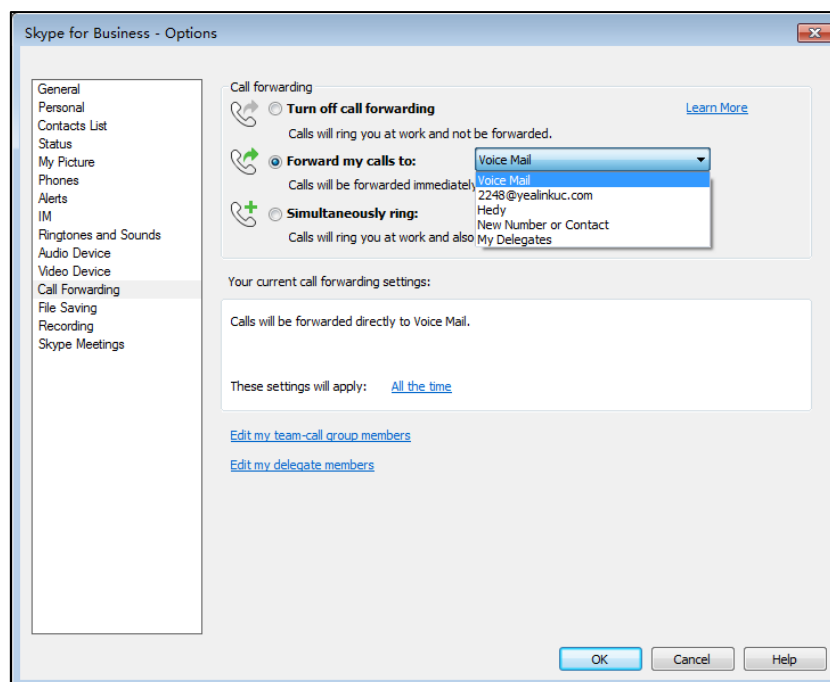 Skype for Business - Options
General
Personal
Contacts List
Status
My Picture
Phones
Alerts
IM
Ringtones and Sounds
Audio Device
Video Device
Call Forwarding
File Saving
Recording
Skype Meetings
Call forwarding
Turn off call forwarding
Learn More
Calls will ring you at work and not be forwarded.
Forward my calls to:
Voice Mail
Calls will be forwarded immediately
Voice Mail
2248@yealinkuc.com
Hedy
New Number or Contact
My Delegates
Simultaneously ring:
Calls will ring you at work and also
Your current call forwarding settings:
Calls will be forwarded directly to Voice Mail.
These settings will apply: All the time
Edit my team-call group members
Edit my delegate members
OK
Cancel
Help